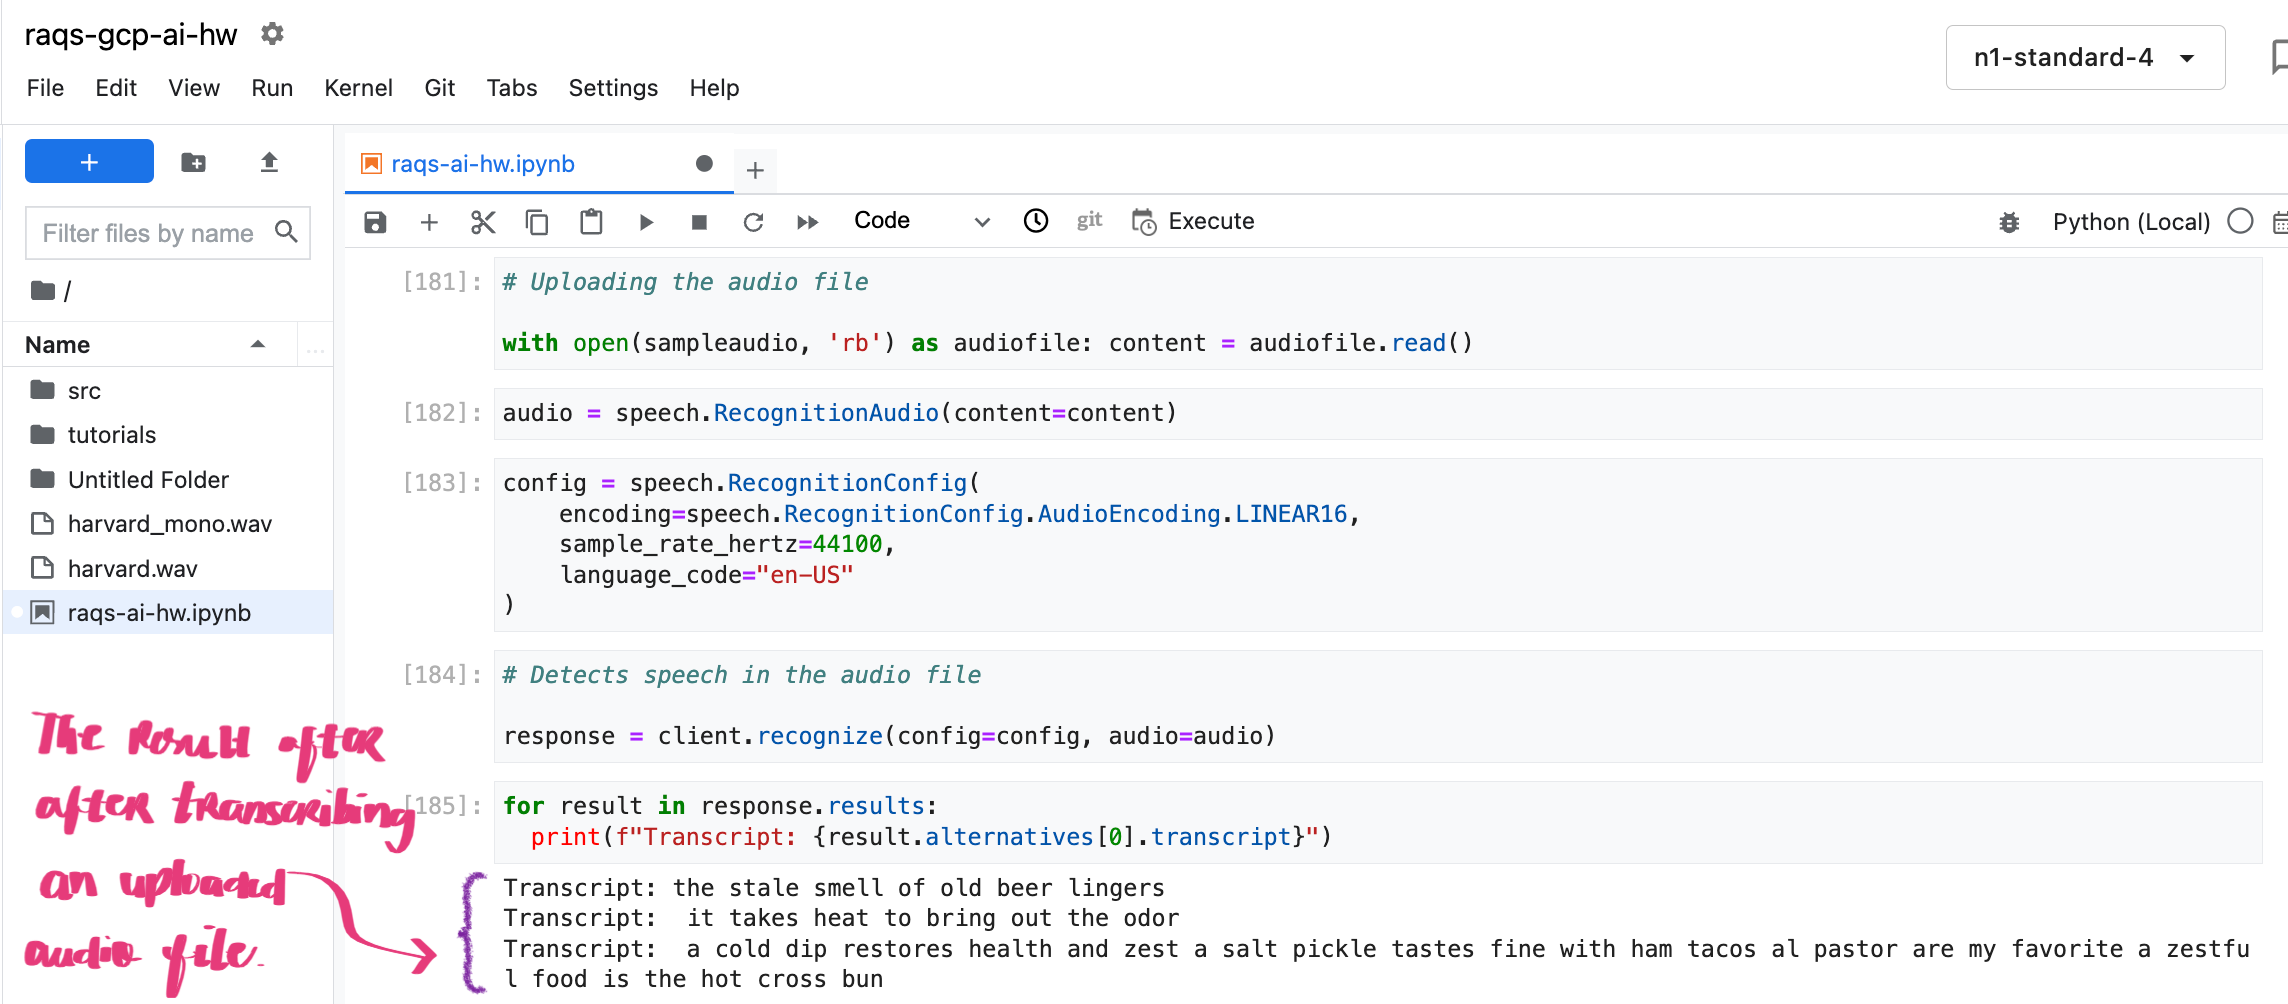 raqs-gcp-ai-hw
n1-standard-4
File Edit View Run Kernel Git Tabs Settings Help
+
Filter files by name
/
Name ...
src
tutorials
Untitled Folder
harvard_mono.wav
harvard.wav
raqs-ai-hw.ipynb
raqs-ai-hw.ipynb
+
Code git Execute Python (Local)
[181]: # Uploading the audio file
with open(sampleaudio, 'rb') as audiofile: content = audiofile.read()
[182]: audio = speech.RecognitionAudio(content=content)
[183]: config = speech.RecognitionConfig(
encoding=speech.RecognitionConfig.AudioEncoding.LINEAR16,
sample_rate_hertz=44100,
language_code="en-US"
)
[184]: # Detects speech in the audio file
response = client.recognize(config=config, audio=audio)
[185]: for result in response.results:
print(f"Transcript: {result.alternatives[0].transcript}")
Transcript: the stale smell of old beer lingers
Transcript:  it takes heat to bring out the odor
Transcript:  a cold dip restores health and zest a salt pickle tastes fine with ham tacos al pastor are my favorite a zestfu
l food is the hot cross bun
The result after
after transcribing
an uploaded
audio file.